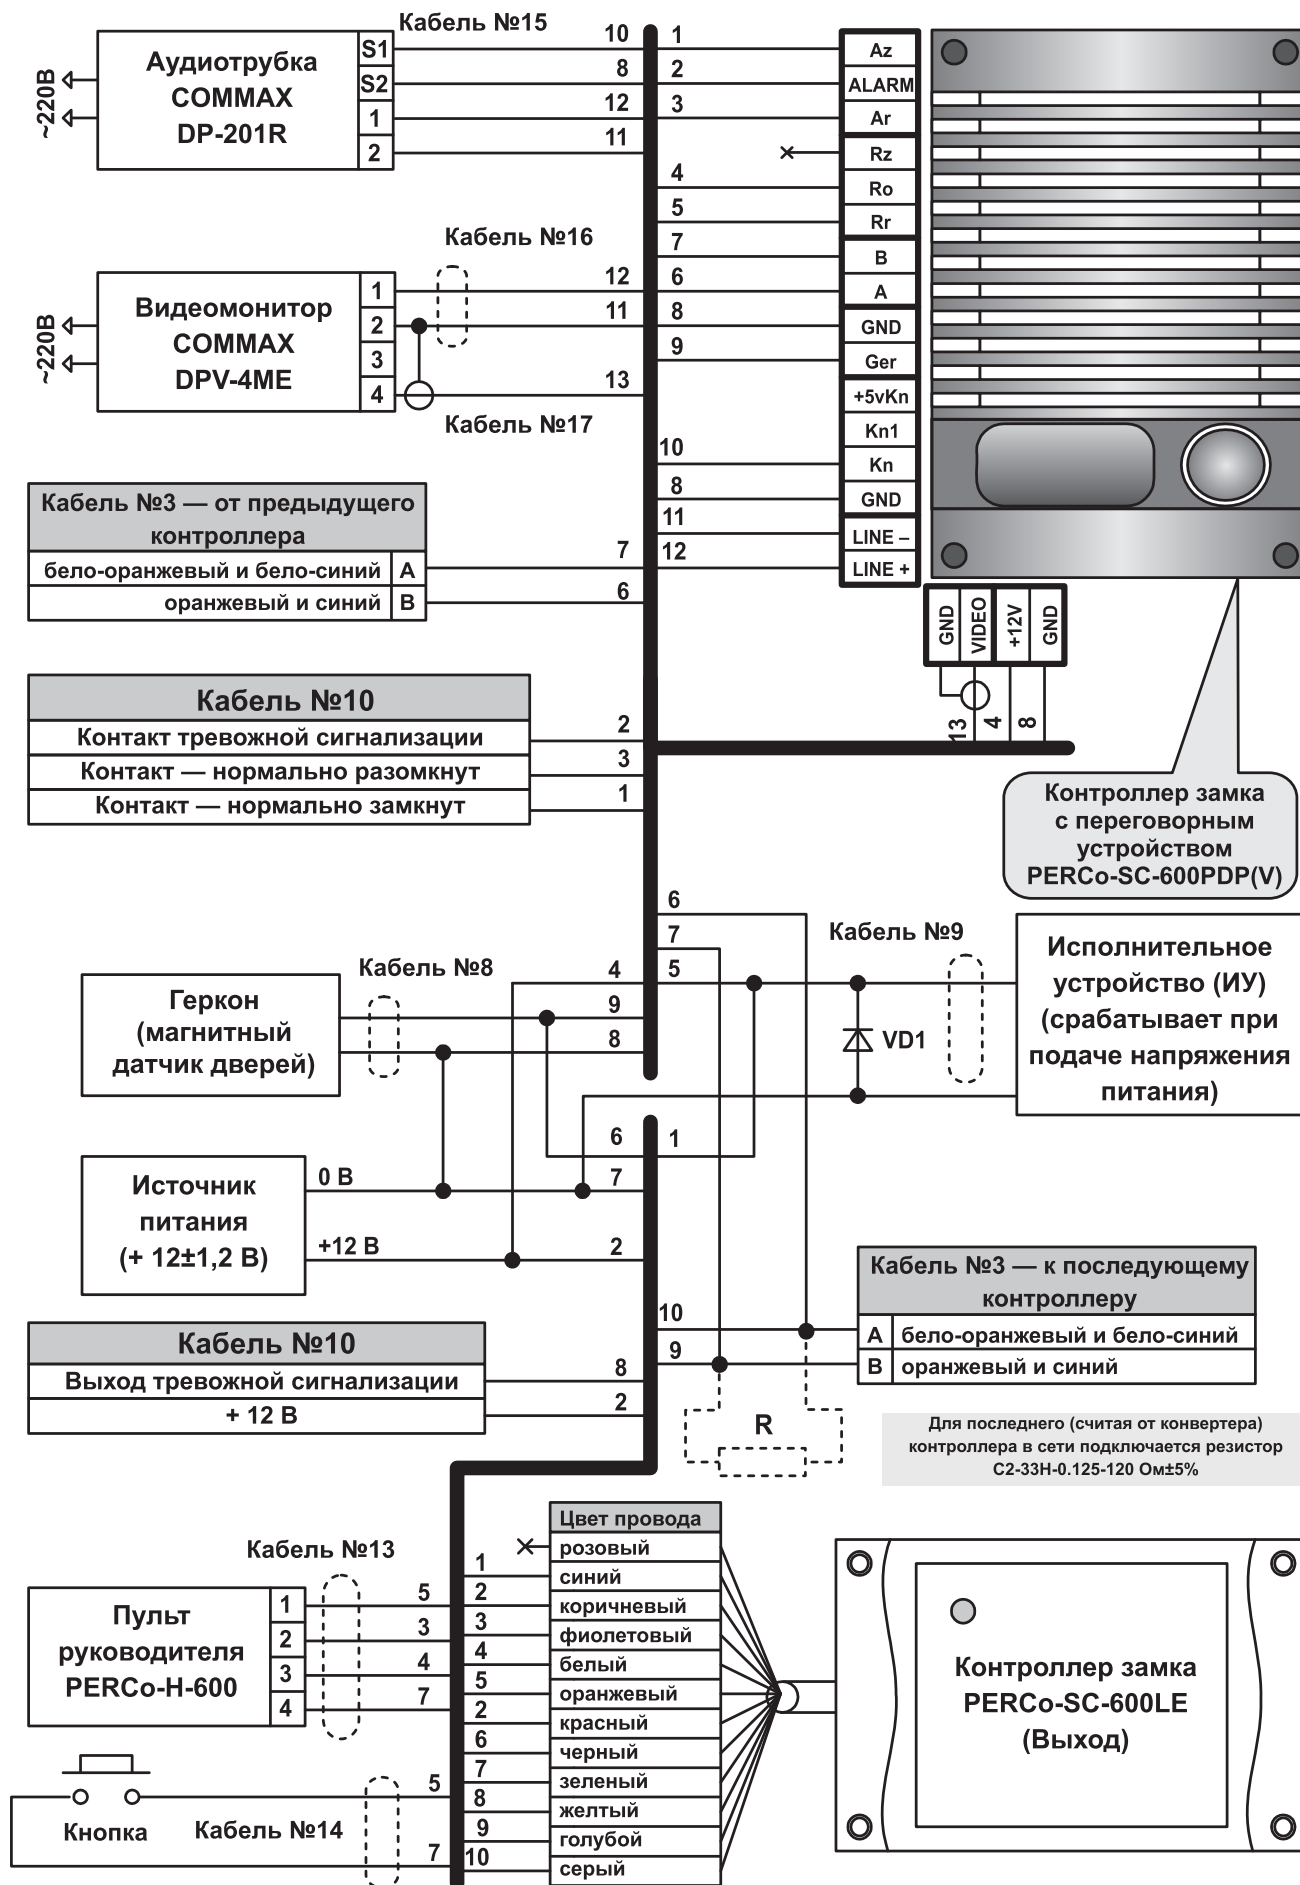 Кабель №15
~220В
Аудиотрубка
COMMAX
DP-201R
S1
S2
1
2
10
8
12
11
1
2
3
4
5
7
6
8
9
10
8
11
12
Az
ALARM
Ar
Rz
Ro
Rr
B
A
GND
Ger
+5vKn
Kn1
Kn
GND
LINE –
LINE +
Кабель №16
~220В
Видеомонитор
COMMAX
DPV-4ME
1
2
3
4
12
11
13
Кабель №17
Кабель №3 — от предыдущего
контроллера
бело-оранжевый и бело-синий A
оранжевый и синий B
7
6
GND
VIDEO
+12V
GND
13
4
8
Кабель №10
Контакт тревожной сигнализации
Контакт — нормально разомкнут
Контакт — нормально замкнут
2
3
1
Контроллер замка
с переговорным
устройством
PERCo-SC-600PDP(V)
6
7
5
Кабель №9
Исполнительное
устройство (ИУ)
(срабатывает при
подаче напряжения
питания)
VD1
Кабель №8
Геркон
(магнитный
датчик дверей)
4
9
8
6
1
7
2
Источник
питания
(+ 12±1,2 В)
0 В
+12 В
Кабель №3 — к последующему
контроллеру
A бело-оранжевый и бело-синий
B оранжевый и синий
10
9
Кабель №10
Выход тревожной сигнализации
+ 12 В
8
2
R
Для последнего (считая от конвертера)
контроллера в сети подключается резистор
С2-33Н-0.125-120 Ом±5%
Кабель №13
Пульт
руководителя
PERCo-H-600
1
2
3
4
5
3
4
7
Цвет провода
розовый
1 синий
2 коричневый
3 фиолетовый
4 белый
5 оранжевый
2 красный
6 черный
7 зеленый
8 желтый
9 голубой
10 серый
Контроллер замка
PERCo-SC-600LE
(Выход)
Кнопка
Кабель №14
5
7